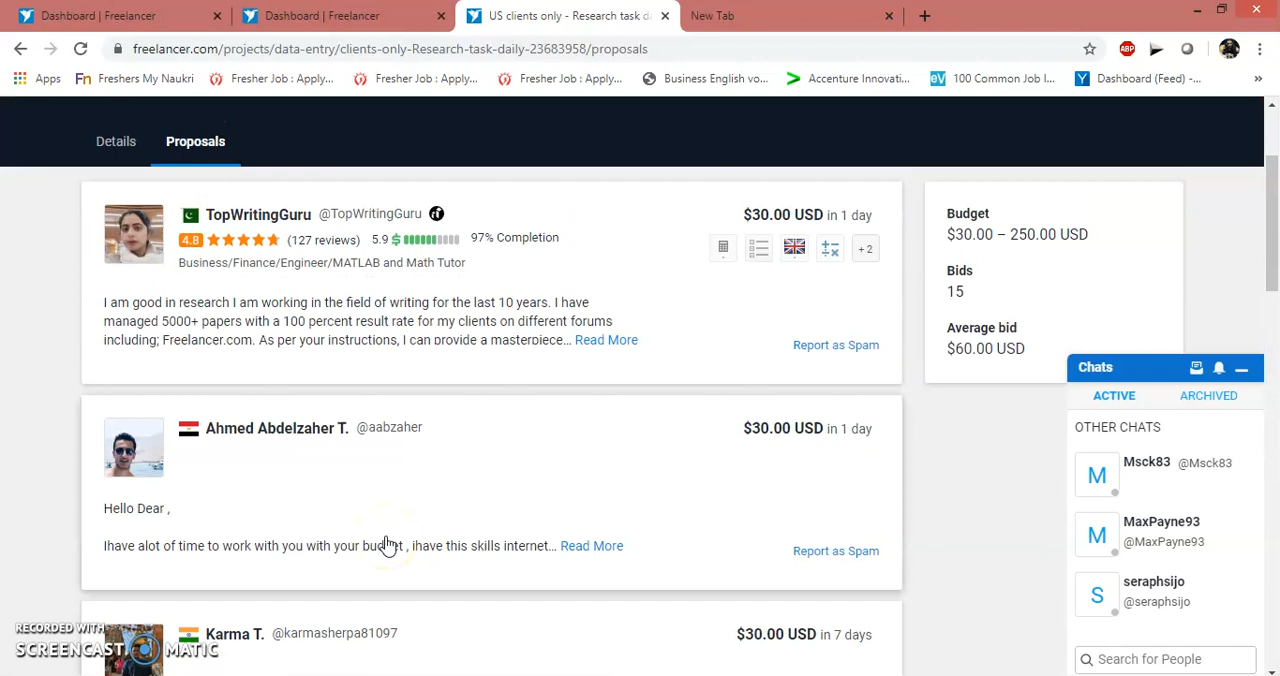 Dashboard | Freelancer
Dashboard | Freelancer
US clients only - Research task d
New Tab
freelancer.com/projects/data-entry/clients-only-Research-task-daily-23683958/proposals
ABP
Apps
Freshers My Naukri
Fresher Job : Apply...
Fresher Job : Apply...
Fresher Job : Apply...
Business English vo...
Accenture Innovati...
100 Common Job I...
Dashboard (Feed) -...
Details
Proposals
TopWritingGuru @TopWritingGuru
$30.00 USD in 1 day
4.8 (127 reviews) 5.9 97% Completion
+ 2
Business/Finance/Engineer/MATLAB and Math Tutor
I am good in research I am working in the field of writing for the last 10 years. I have
managed 5000+ papers with a 100 percent result rate for my clients on different forums
including; Freelancer.com. As per your instructions, I can provide a masterpiece... Read More
Report as Spam
Budget
$30.00 – 250.00 USD
Bids
15
Average bid
$60.00 USD
Ahmed Abdelzaher T. @aabzaher
$30.00 USD in 1 day
Hello Dear ,
Ihave alot of time to work with you with your budget , ihave this skills internet... Read More
Report as Spam
Karma T. @karmasherpa81097
$30.00 USD in 7 days
Chats
ACTIVE
ARCHIVED
OTHER CHATS
M
Msck83 @Msck83
M
MaxPayne93
@MaxPayne93
S
seraphsijo
@seraphsijo
Search for People
RECORDED WITH
SCREENCAST MATIC